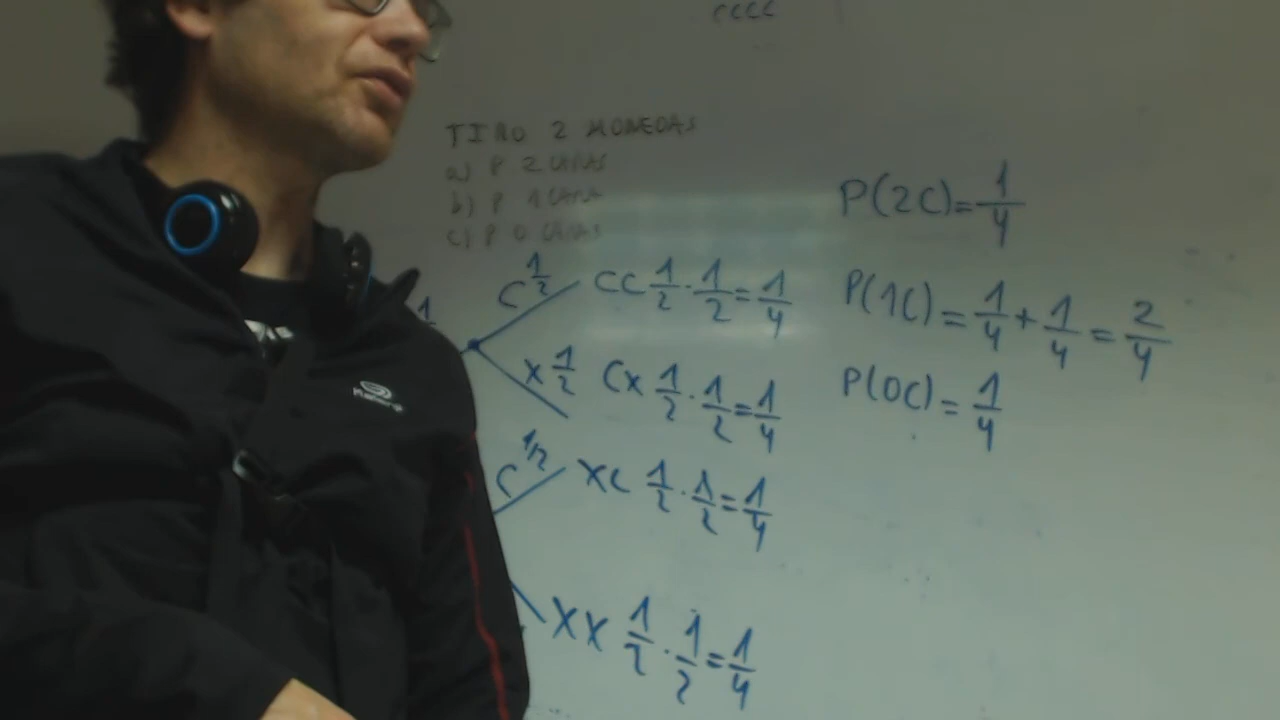 CCCC
TIRO 2 MONEDAS
a) P 2 CARAS
b) P 1 CARA
c) P 0 CARAS
P(2C)=1/4
1
C 1/2 CC 1/2 · 1/2 = 1/4
P(1C) = 1/4 + 1/4 = 2/4
X 1/2 CX 1/2 · 1/2 = 1/4
P(0C) = 1/4
C 1/2 XC 1/2 · 1/2 = 1/4
XX 1/2 · 1/2 = 1/4